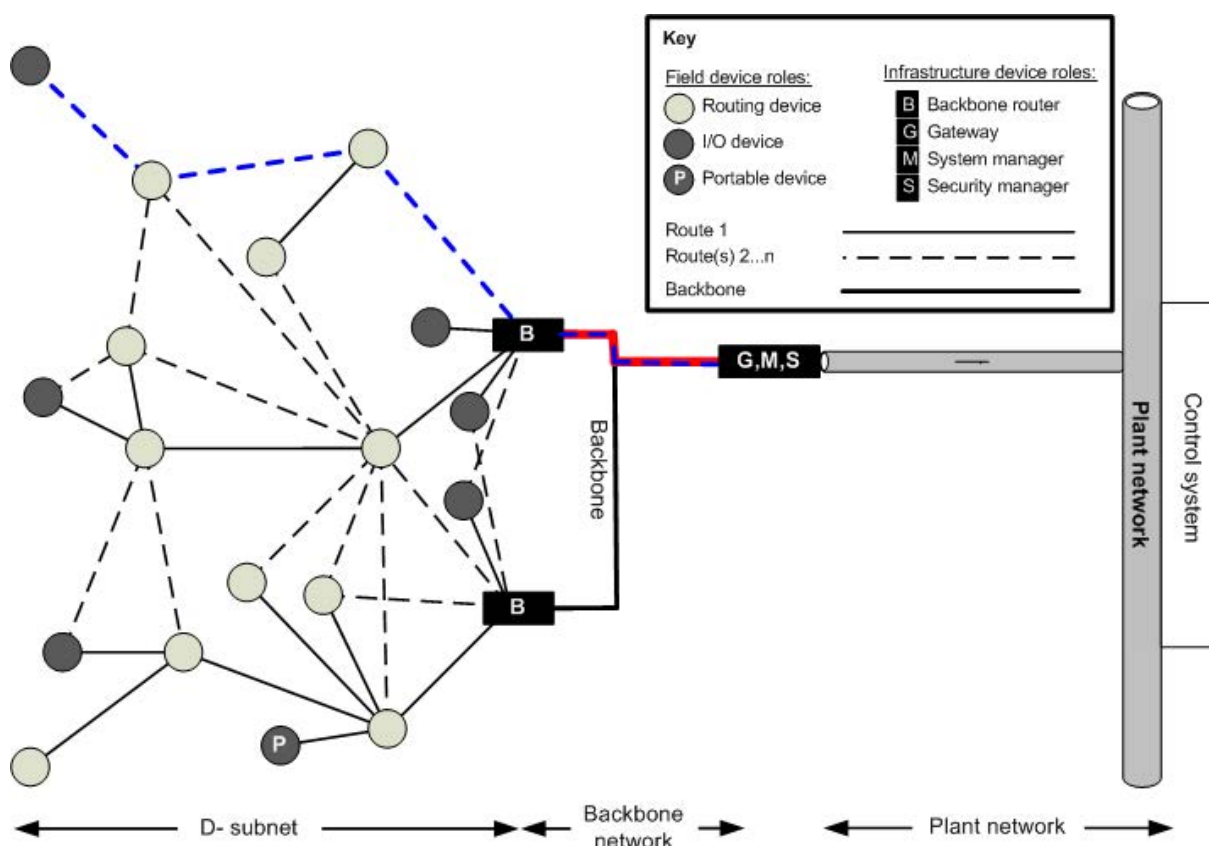 Key
Field device roles:
Routing device
I/O device
P Portable device
Infrastructure device roles:
B Backbone router
G Gateway
M System manager
S Security manager
Route 1
Route(s) 2...n
Backbone
B
G,M,S
Backbone
B
P
Plant network
Control system
D- subnet
Backbone
network
Plant network